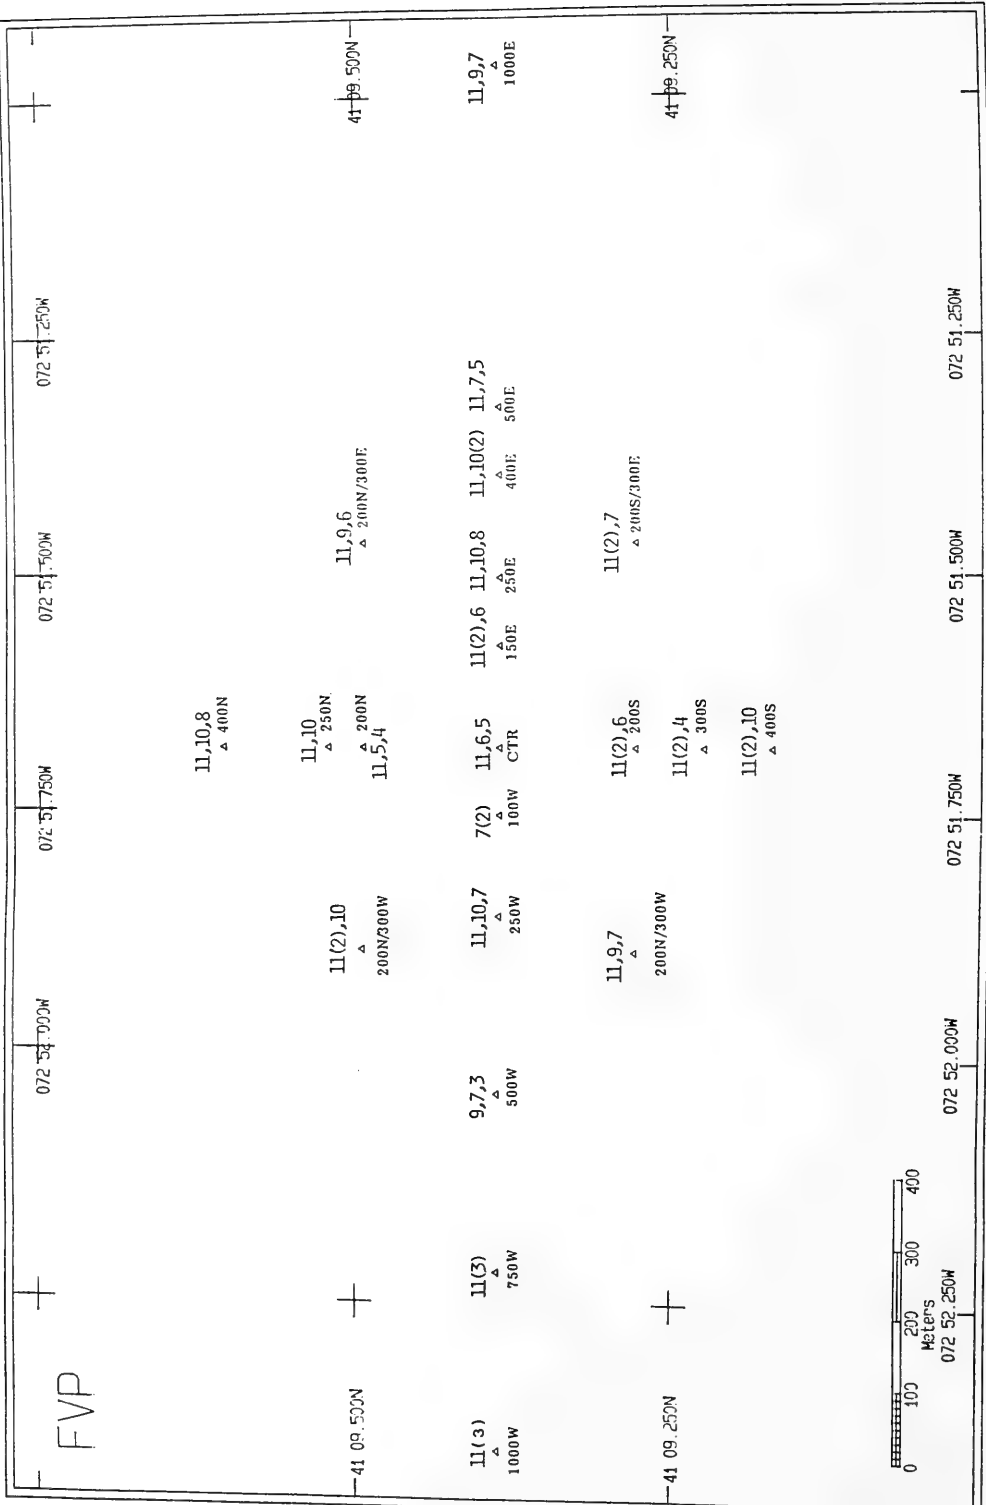 FVP
072 52.000W
072 51.750W
072 51.500W
072 51.250W
11,10,8
400N
11,10
250N
200N
11,5,4
41 09.500N
11(2),10
200N/300W
11,9,6
200N/300E
41 09.500N
11(3)
1000W
11(3)
750W
9,7,3
500W
11,10,7
250W
7(2)
100W
11,6,5
CTR
11(2),6
150E
11,10,8
250E
11,10(2)
400E
11,7,5
500E
11,9,7
1000E
11,9,7
200N/300W
11(2),6
200S
11(2),7
200S/300E
41 09.250N
11(2),4
300S
41 09.250N
11(2),10
400S
0 100 200 300 400
Meters
072 52.250W
072 52.000W
072 51.750W
072 51.500W
072 51.250W